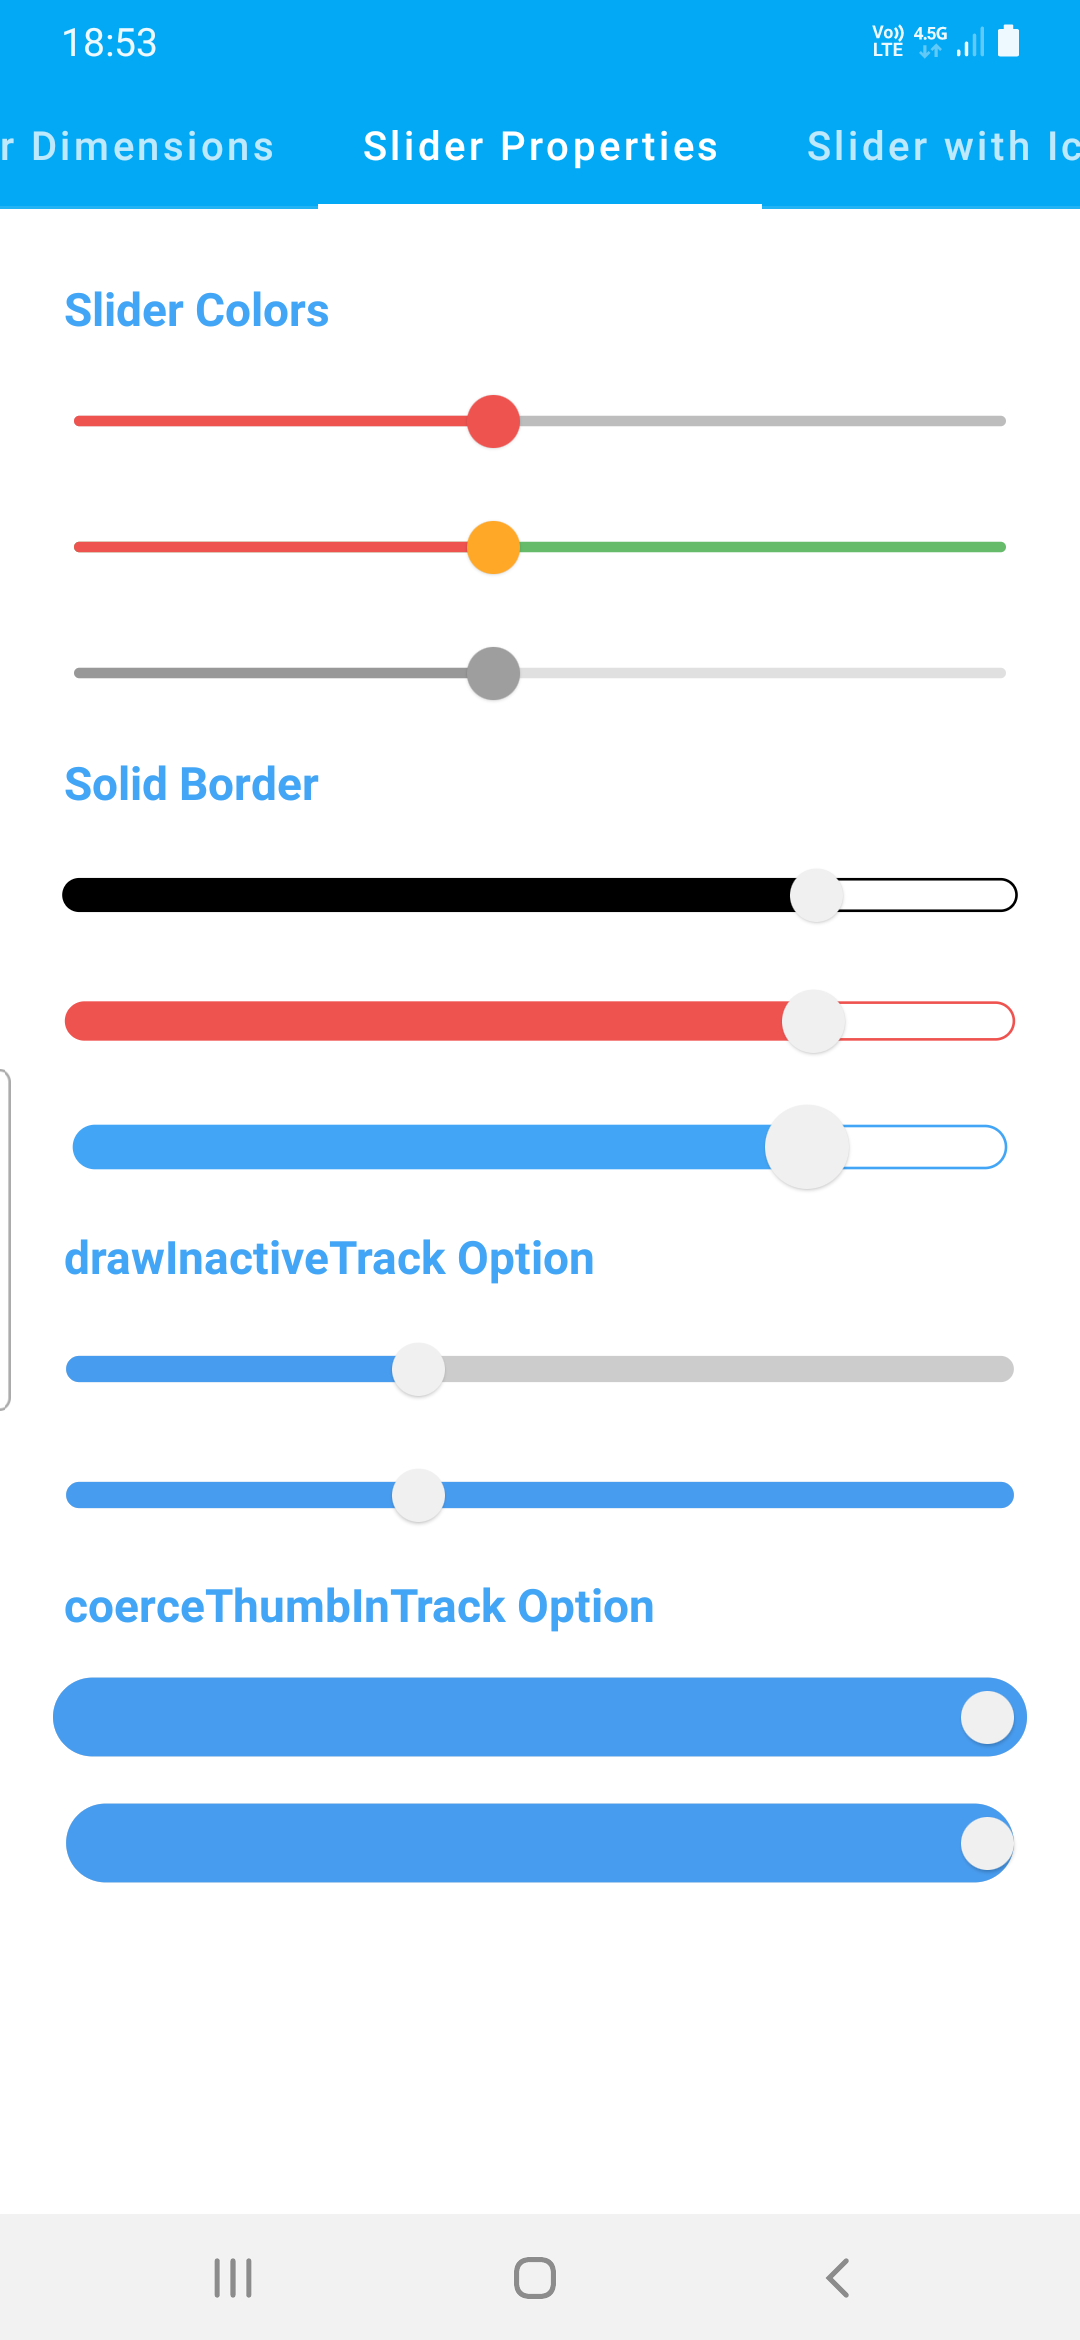 18:53
Vo)) 4.5G
LTE
r Dimensions
Slider Properties
Slider with Ic
Slider Colors
Solid Border
drawInactiveTrack Option
coerceThumbInTrack Option